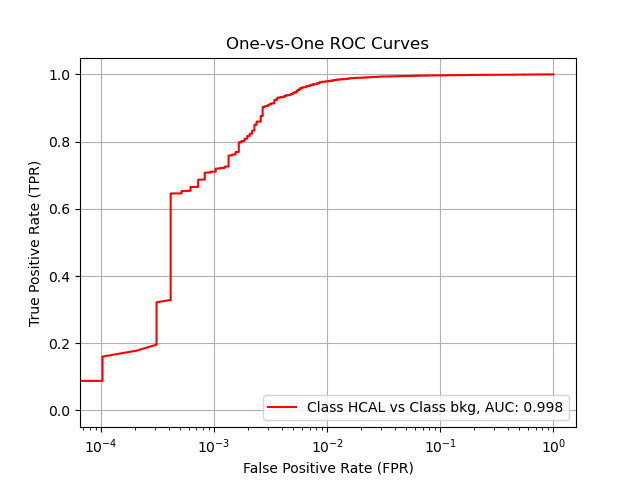 One-vs-One ROC Curves
True Positive Rate (TPR)
1.0
0.8
0.6
0.4
0.2
0.0
Class HCAL vs Class bkg, AUC: 0.998
10⁻⁴ 10⁻³ 10⁻² 10⁻¹ 10⁰
False Positive Rate (FPR)